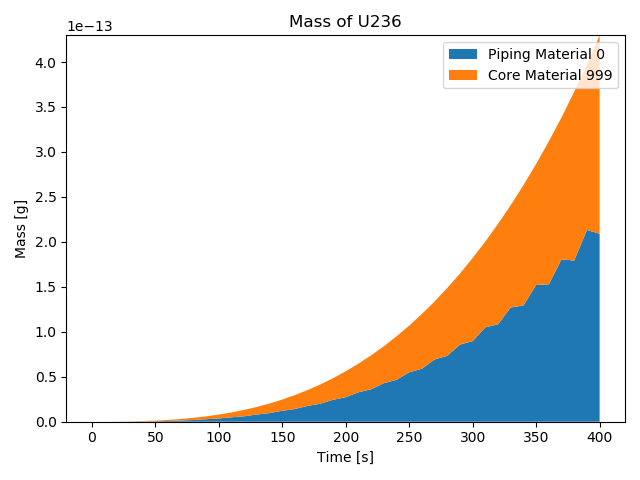 Mass of U236
1e−13
Piping Material 0
Core Material 999
4.0
3.5
3.0
2.5
2.0
1.5
1.0
0.5
0.0
Mass [g]
0 50 100 150 200 250 300 350 400
Time [s]